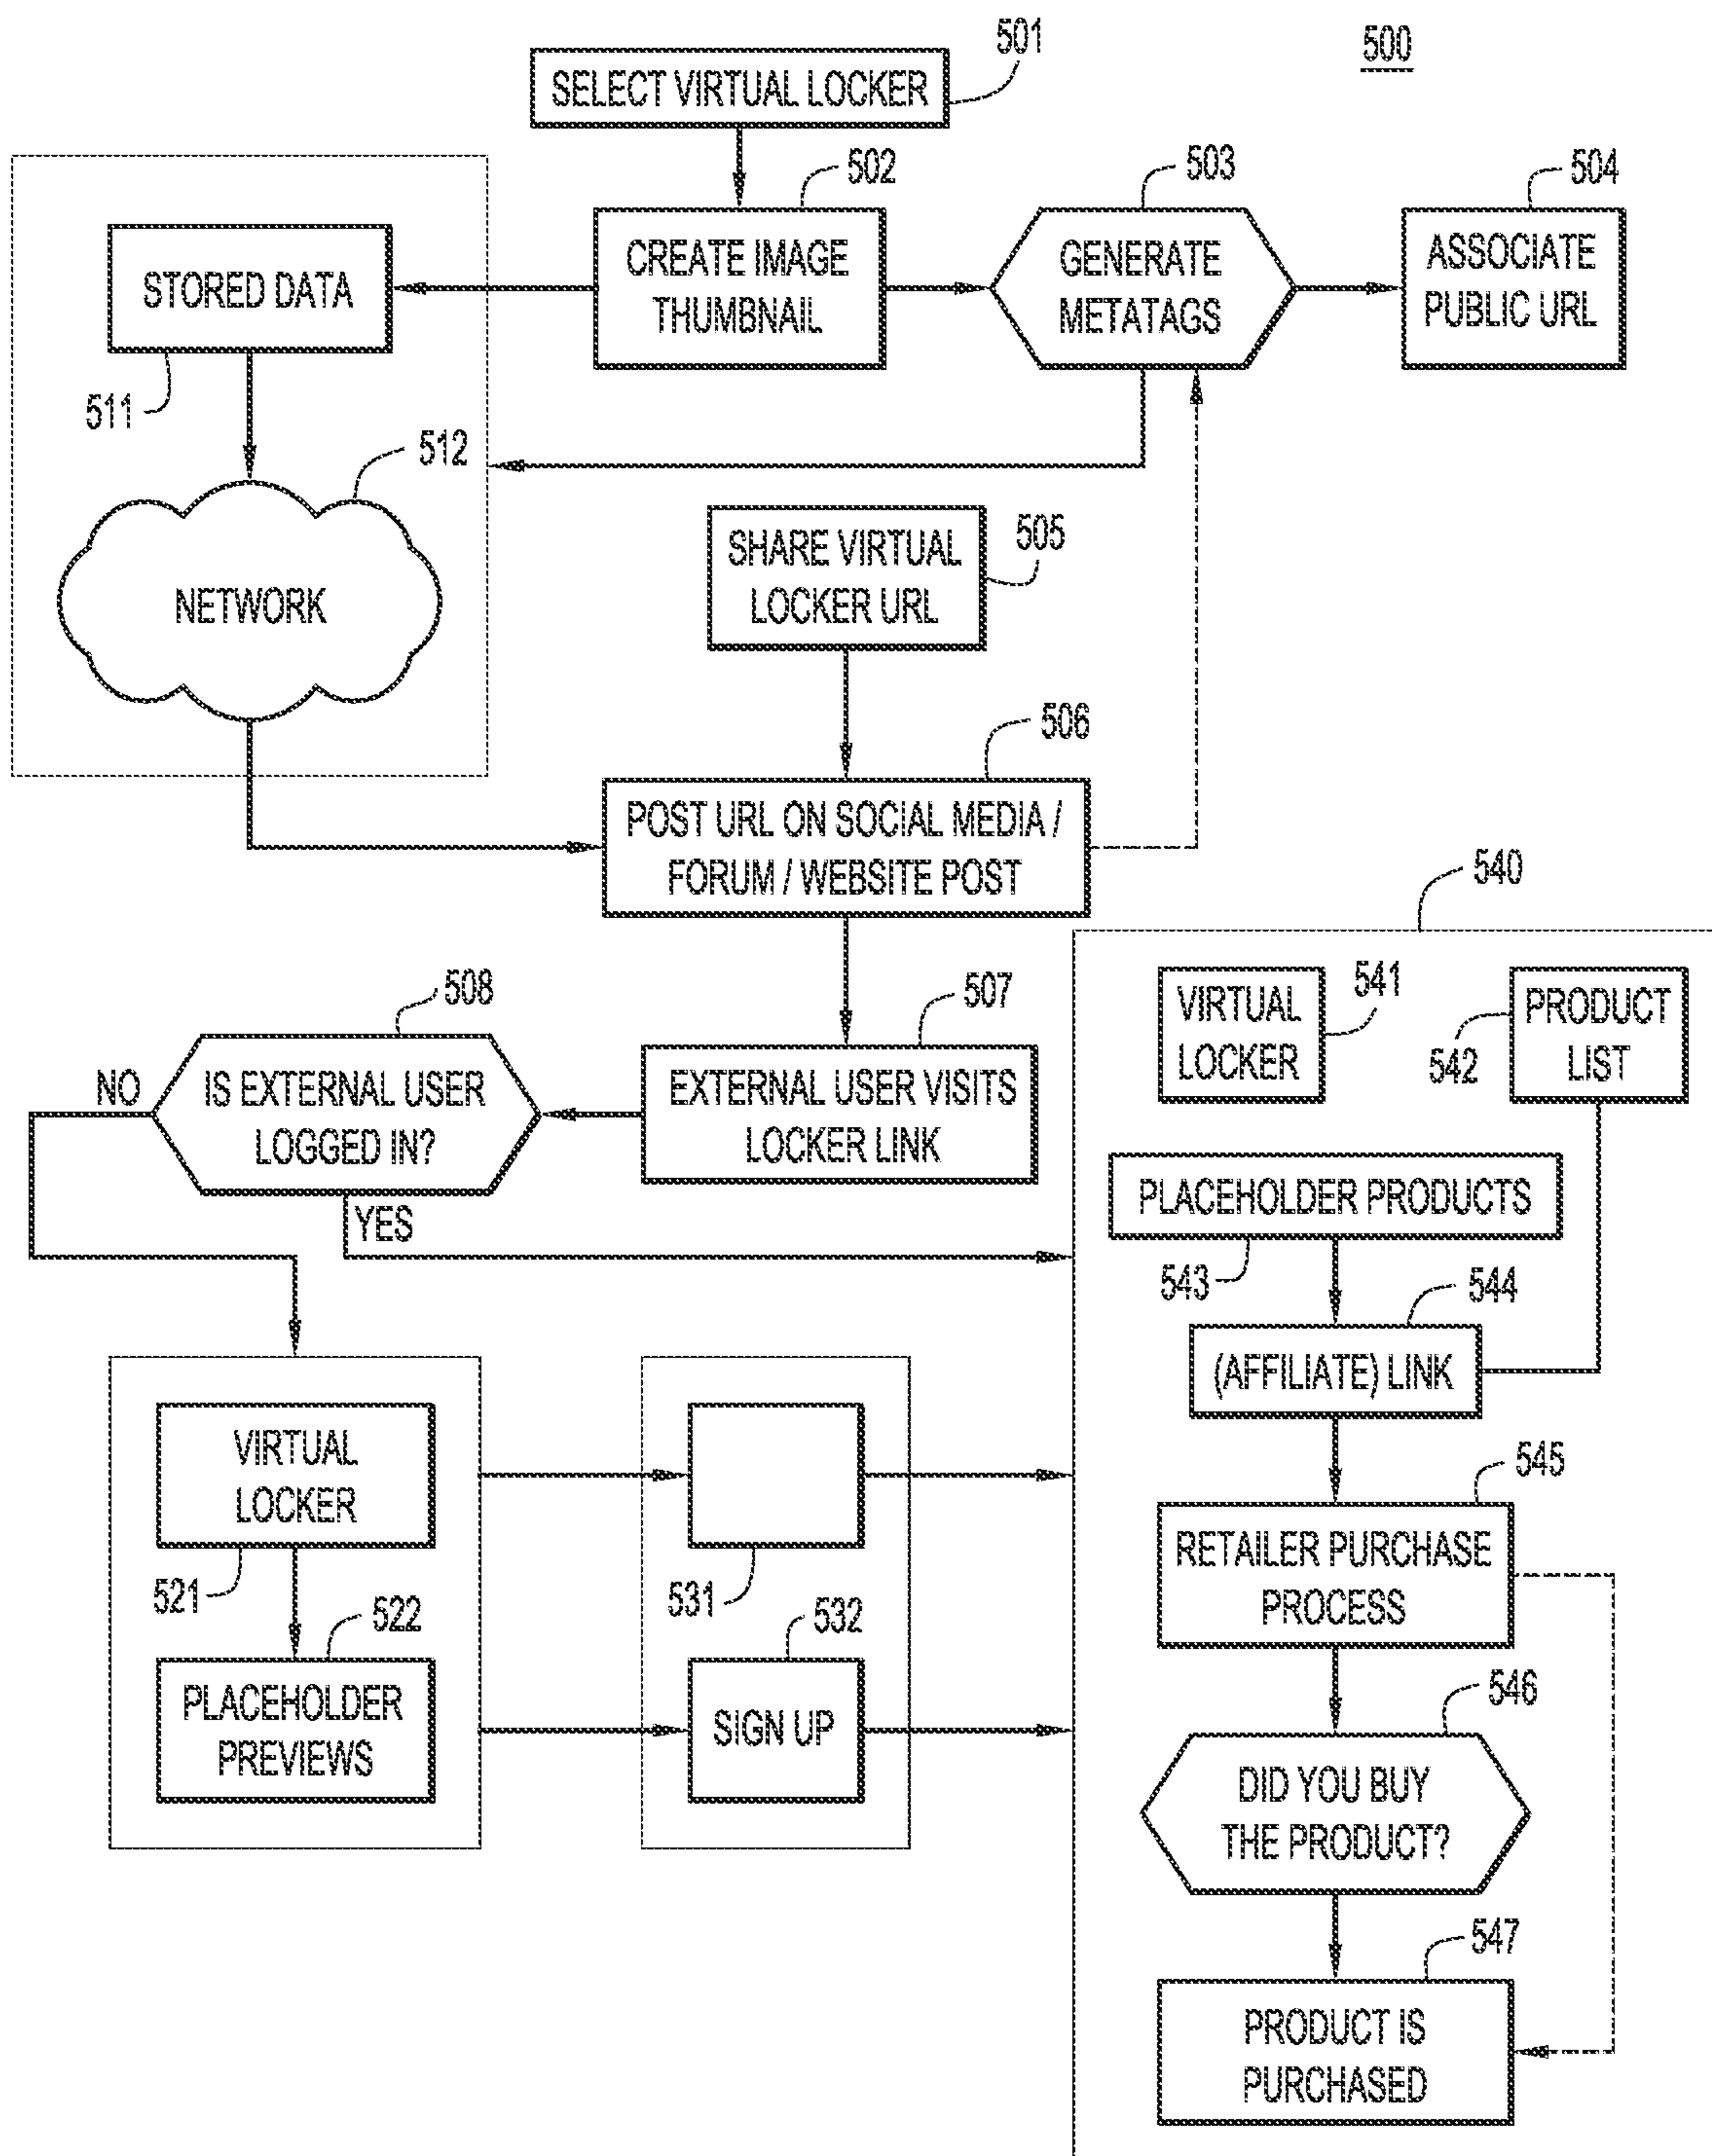 500
501
SELECT VIRTUAL LOCKER
502
503
504
CREATE IMAGE
THUMBNAIL
GENERATE
METATAGS
ASSOCIATE
PUBLIC URL
STORED DATA
511
512
NETWORK
505
SHARE VIRTUAL
LOCKER URL
506
POST URL ON SOCIAL MEDIA /
FORUM / WEBSITE POST
507
EXTERNAL USER VISITS
LOCKER LINK
508
IS EXTERNAL USER
LOGGED IN?
NO
YES
VIRTUAL
LOCKER
521
522
PLACEHOLDER
PREVIEWS
531
532
SIGN UP
540
VIRTUAL
LOCKER
541
PRODUCT
LIST
542
PLACEHOLDER PRODUCTS
543
544
(AFFILIATE) LINK
545
RETAILER PURCHASE
PROCESS
546
DID YOU BUY
THE PRODUCT?
547
PRODUCT IS
PURCHASED